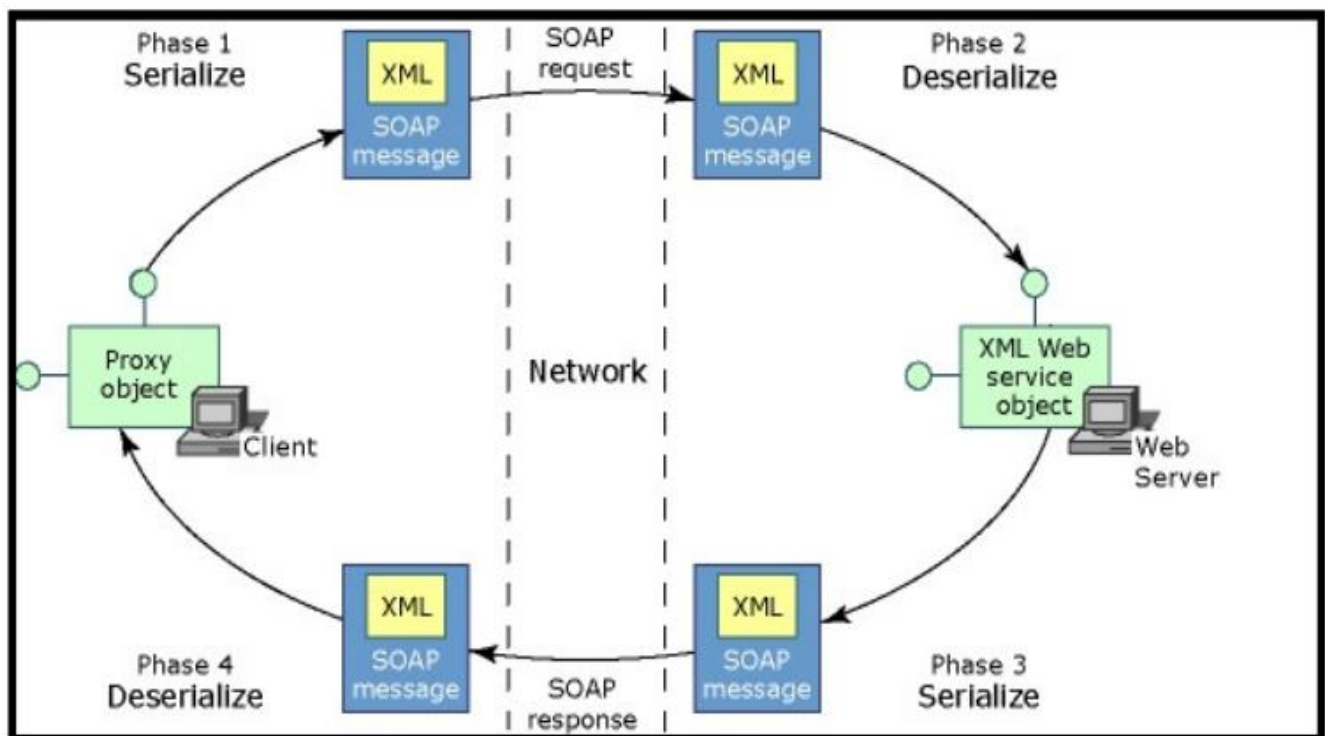 Phase 1
Serialize
XML
SOAP
message
SOAP
request
XML
SOAP
message
Phase 2
Deserialize
Proxy
object
Client
Network
XML Web
service
object
Web
Server
Phase 4
Deserialize
XML
SOAP
message
SOAP
response
XML
SOAP
message
Phase 3
Serialize